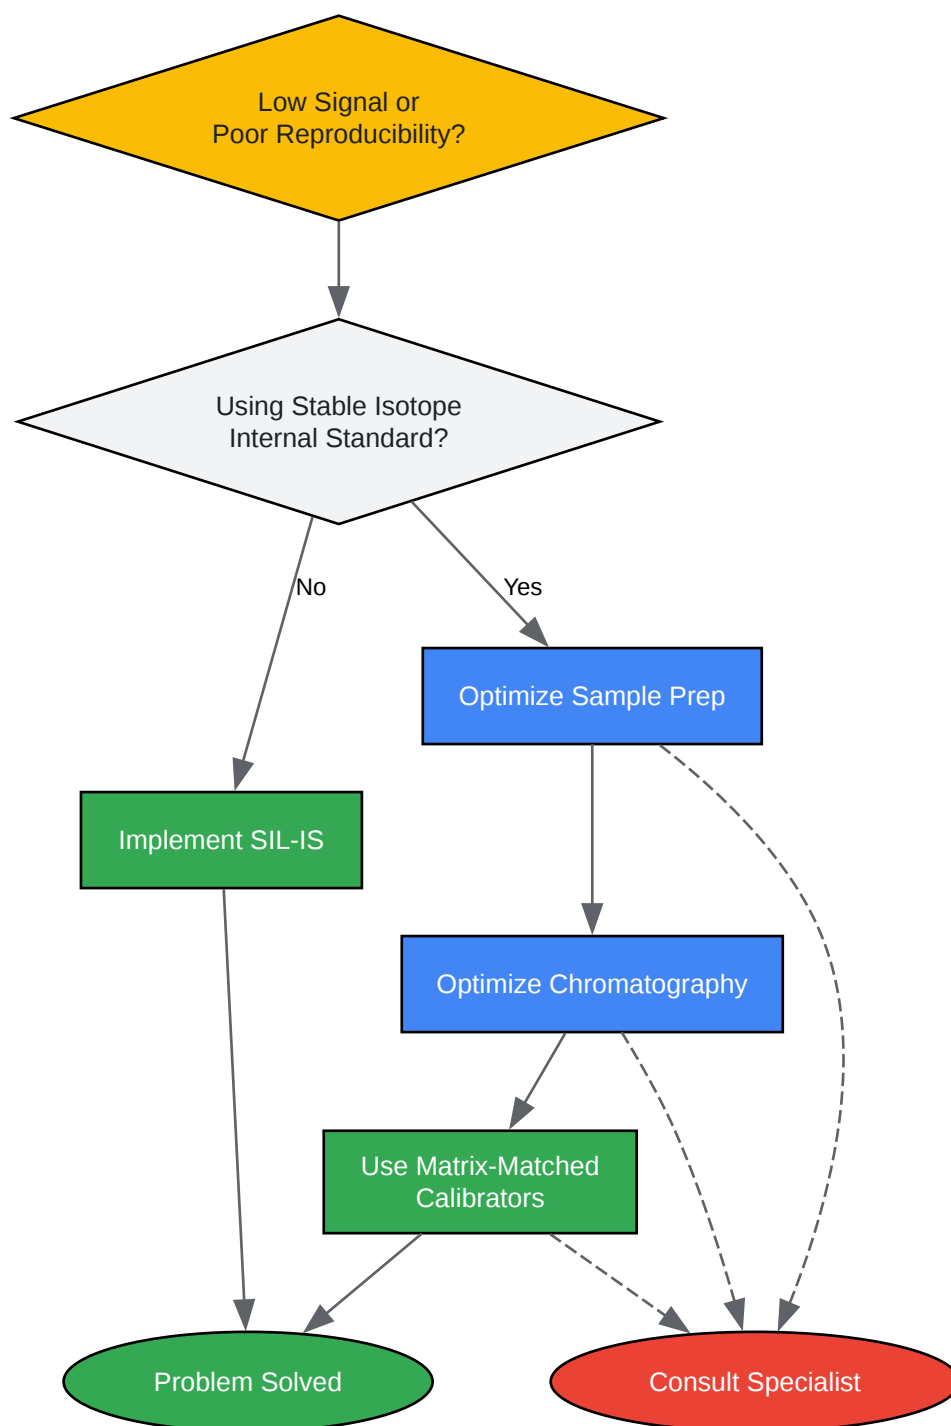 Low Signal or
Poor Reproducibility?
Using Stable Isotope
Internal Standard?
No
Yes
Optimize Sample Prep
Implement SIL-IS
Optimize Chromatography
Use Matrix-Matched
Calibrators
Problem Solved
Consult Specialist